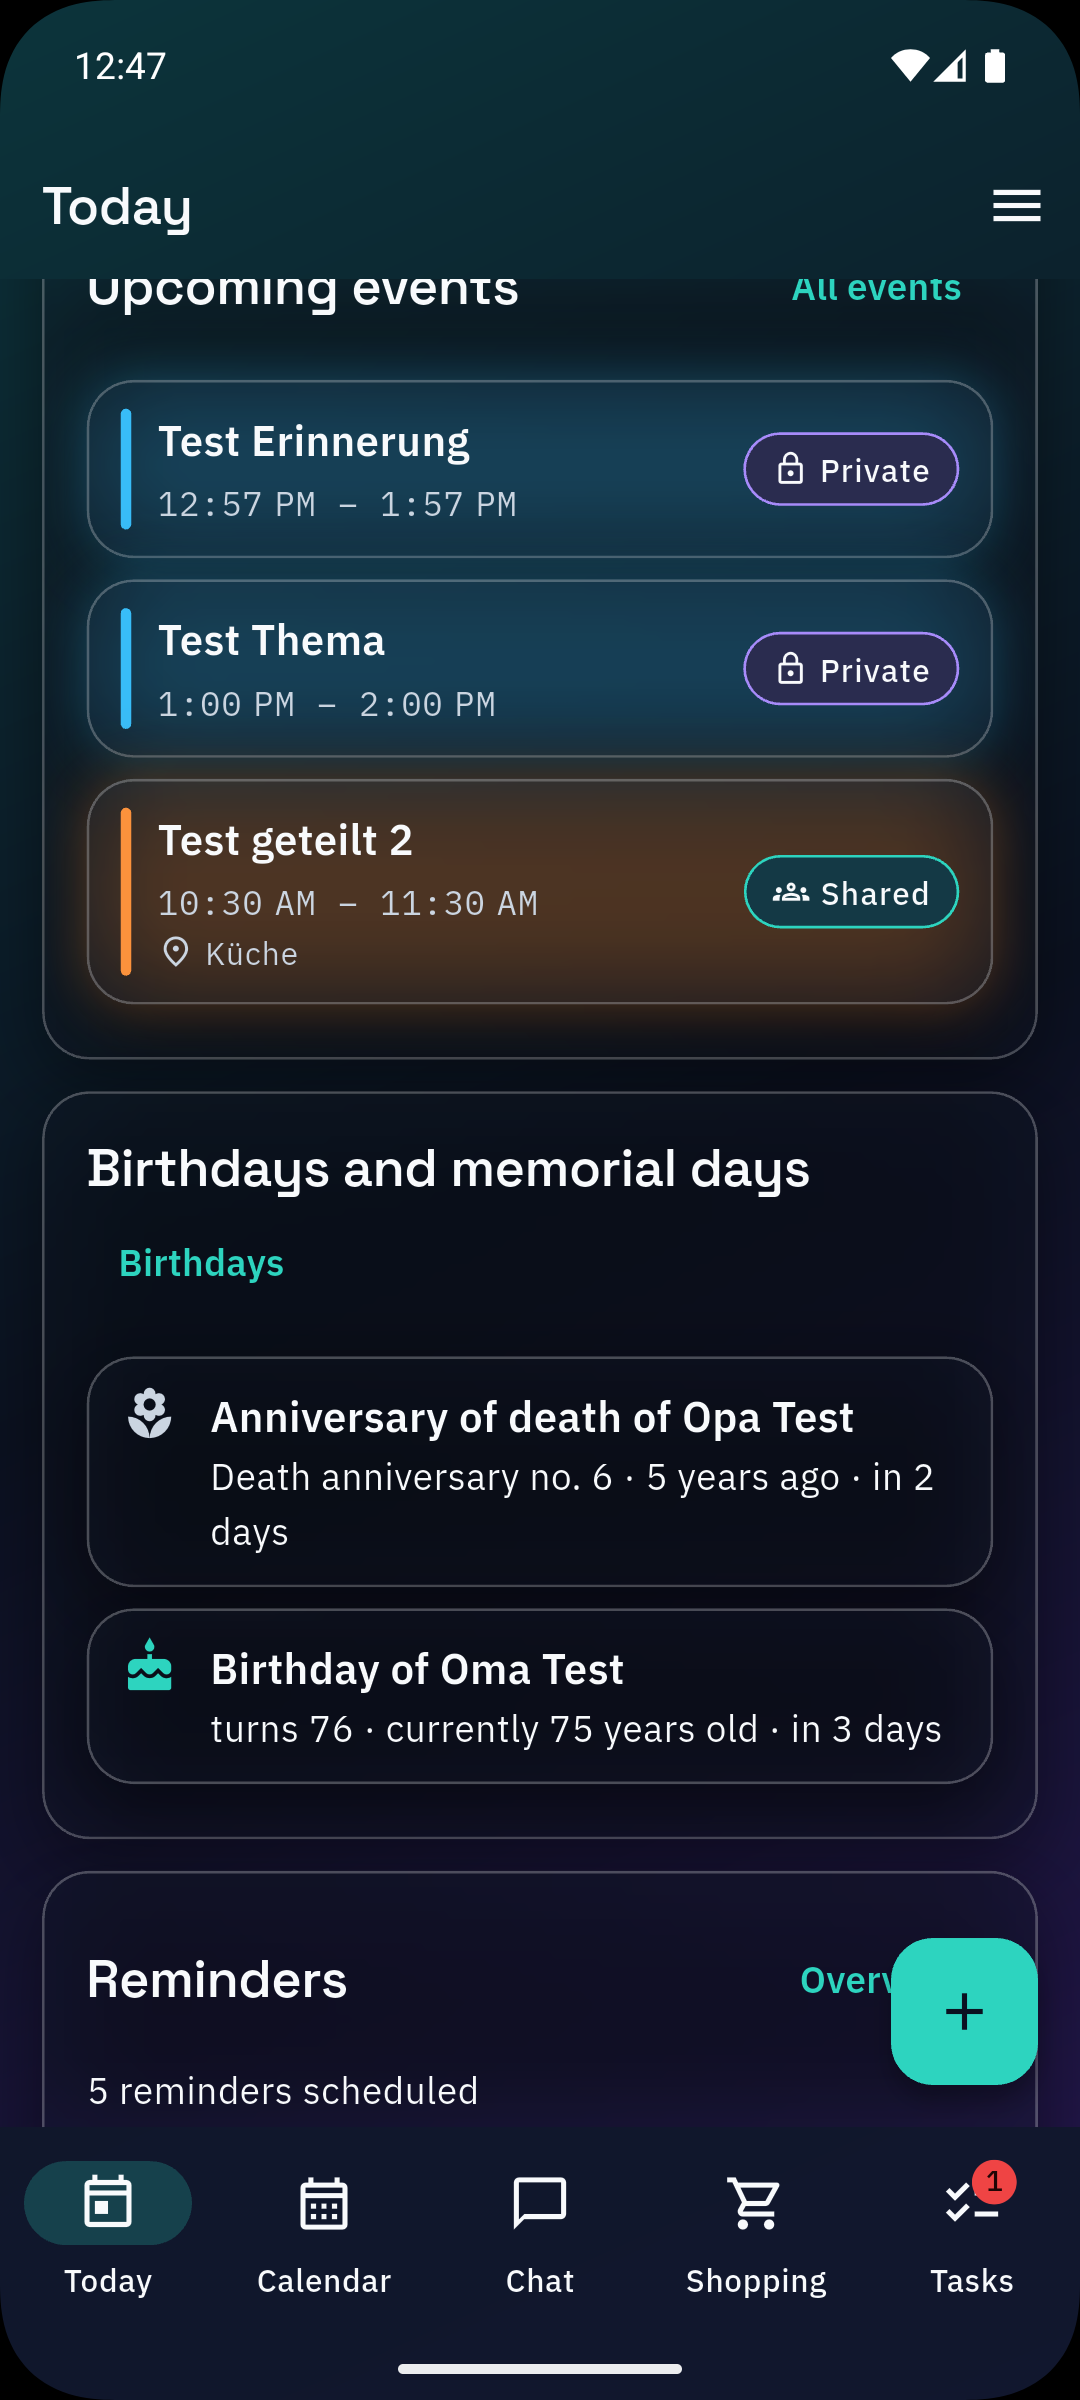 12:47
Today
Upcoming events
All events
Test Erinnerung
12:57 PM – 1:57 PM
Private
Test Thema
1:00 PM – 2:00 PM
Private
Test geteilt 2
10:30 AM – 11:30 AM
Küche
Shared
Birthdays and memorial days
Birthdays
Anniversary of death of Opa Test
Death anniversary no. 6 · 5 years ago · in 2
days
Birthday of Oma Test
turns 76 · currently 75 years old · in 3 days
Reminders
5 reminders scheduled
1
Today
Calendar
Chat
Shopping
Tasks